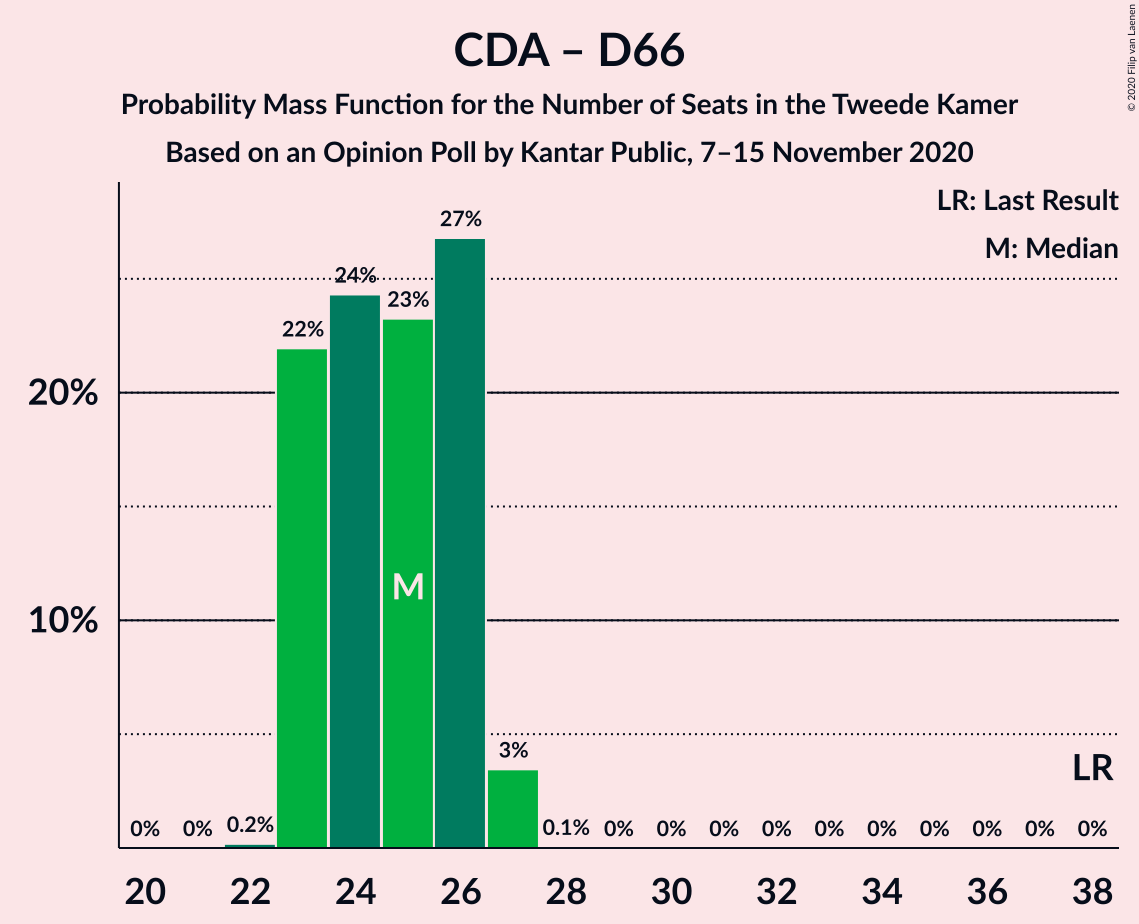 CDA – D66
Probability Mass Function for the Number of Seats in the Tweede Kamer
Based on an Opinion Poll by Kantar Public, 7–15 November 2020
© 2020 Filip van Laenen
LR: Last Result
M: Median
27%
24%
23%
22%
20%
M
10%
3%
LR
0% 0% 0.2% 0.1% 0% 0% 0% 0% 0% 0% 0% 0% 0% 0%
20 22 24 26 28 30 32 34 36 38